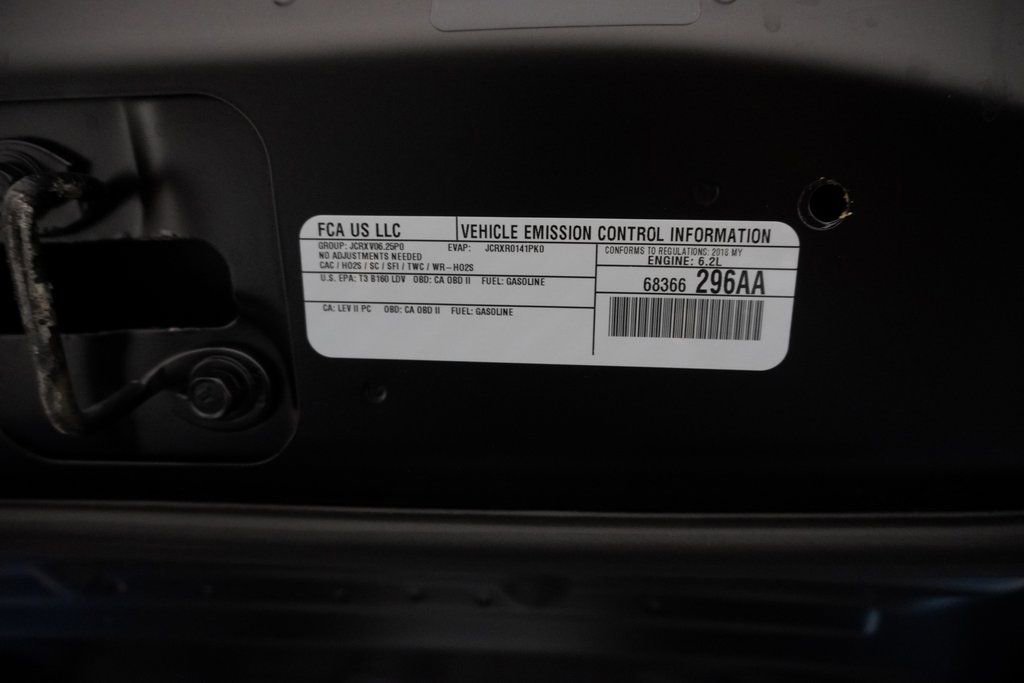 FCA US LLC
VEHICLE EMISSION CONTROL INFORMATION
GROUP: JCRXV06.25P0 EVAP: JCRXR0141PK0
NO ADJUSTMENTS NEEDED
CAC / HO2S / SC / SFI / TWC / WR-HO2S
U.S. EPA: T3 B160 LDV OBD: CA OBD II FUEL: GASOLINE
CA: LEV II PC OBD: CA OBD II FUEL: GASOLINE
CONFORMS TO REGULATIONS: 2018 MY
ENGINE: 6.2L
68366 296AA